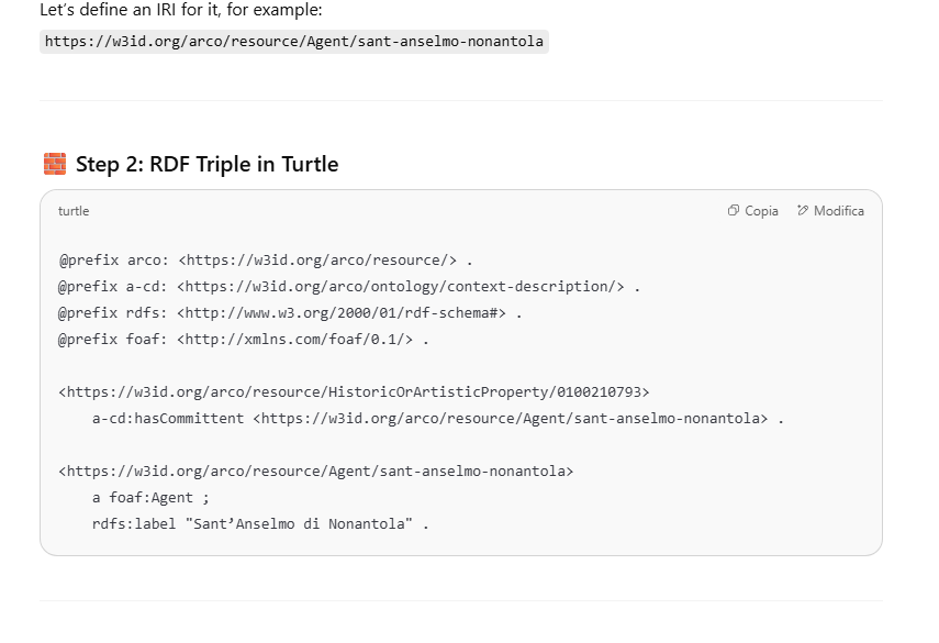 Let's define an IRI for it, for example:
https://w3id.org/arco/resource/Agent/sant-anselmo-nonantola
Step 2: RDF Triple in Turtle
turtle
Copia
Modifica
@prefix arco: <https://w3id.org/arco/resource/> .
@prefix a-cd: <https://w3id.org/arco/ontology/context-description/> .
@prefix rdfs: <http://www.w3.org/2000/01/rdf-schema#> .
@prefix foaf: <http://xmlns.com/foaf/0.1/> .
<https://w3id.org/arco/resource/HistoricOrArtisticProperty/0100210793>
    a-cd:hasCommittent <https://w3id.org/arco/resource/Agent/sant-anselmo-nonantola> .
<https://w3id.org/arco/resource/Agent/sant-anselmo-nonantola>
    a foaf:Agent ;
    rdfs:label "Sant’Anselmo di Nonantola" .